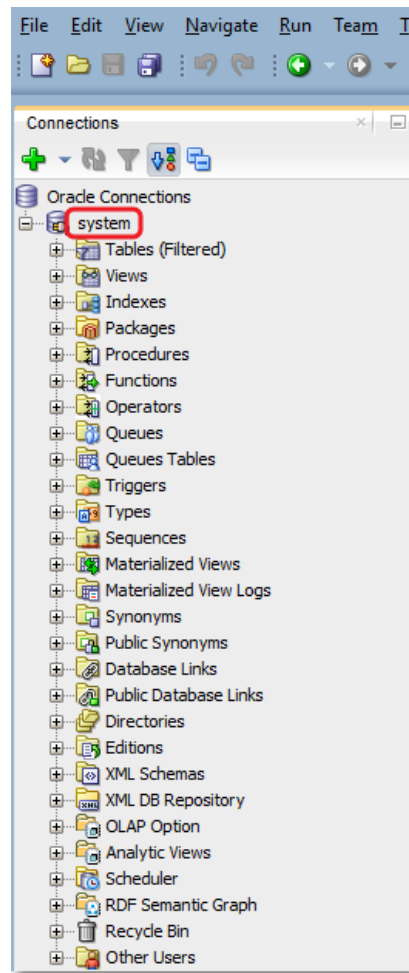 File Edit View Navigate Run Team T
Connections
Oracle Connections
system
Tables (Filtered)
Views
Indexes
Packages
Procedures
Functions
Operators
Queues
Queues Tables
Triggers
Types
Sequences
Materialized Views
Materialized View Logs
Synonyms
Public Synonyms
Database Links
Public Database Links
Directories
Editions
XML Schemas
XML DB Repository
OLAP Option
Analytic Views
Scheduler
RDF Semantic Graph
Recycle Bin
Other Users